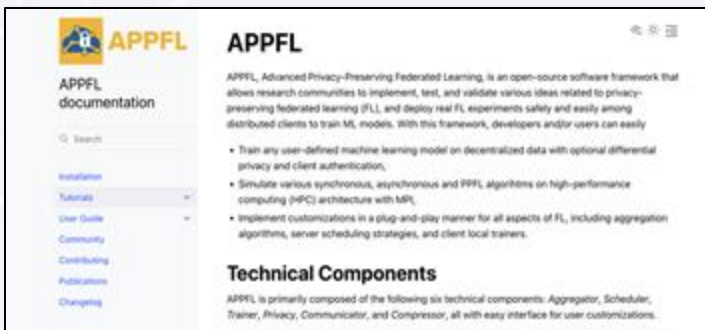 APPFL
APPFL
documentation
Search
Installation
Tutorials
User Guide
Community
Contributing
Publications
Changelog
APPFL
APPFL, Advanced Privacy-Preserving Federated Learning, is an open-source software framework that
allows research communities to implement, test, and validate various ideas related to privacy-
preserving federated learning (FL), and deploy real FL experiments safely and easily among
distributed clients to train ML models. With this framework, developers and/or users can easily
• Train any user-defined machine learning model on decentralized data with optional differential
privacy and client authentication,
• Simulate various synchronous, asynchronous and PPFL algorithms on high-performance
computing (HPC) architecture with MPI,
• Implement customizations in a plug-and-play manner for all aspects of FL, including aggregation
algorithms, server scheduling strategies, and client local trainers.
Technical Components
APPFL is primarily composed of the following six technical components: Aggregator, Scheduler,
Trainer, Privacy, Communicator, and Compressor, all with easy interface for user customizations.